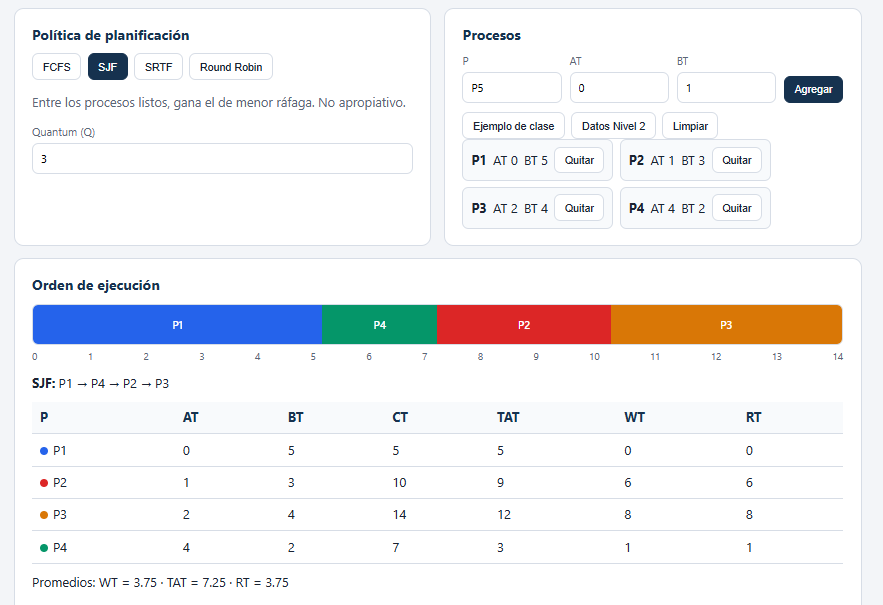 Política de planificación
FCFS SJF SRTF Round Robin
Entre los procesos listos, gana el de menor ráfaga. No apropiativo.
Quantum (Q)
3
Procesos
P AT BT
P5 0 1 Agregar
Ejemplo de clase Datos Nivel 2 Limpiar
P1 AT 0 BT 5 Quitar P2 AT 1 BT 3 Quitar
P3 AT 2 BT 4 Quitar P4 AT 4 BT 2 Quitar
Orden de ejecución
P1 P4 P2 P3
0 1 2 3 4 5 6 7 8 9 10 11 12 13 14
SJF: P1 → P4 → P2 → P3
P AT BT CT TAT WT RT
P1 0 5 5 5 0 0
P2 1 3 10 9 6 6
P3 2 4 14 12 8 8
P4 4 2 7 3 1 1
Promedios: WT = 3.75 · TAT = 7.25 · RT = 3.75